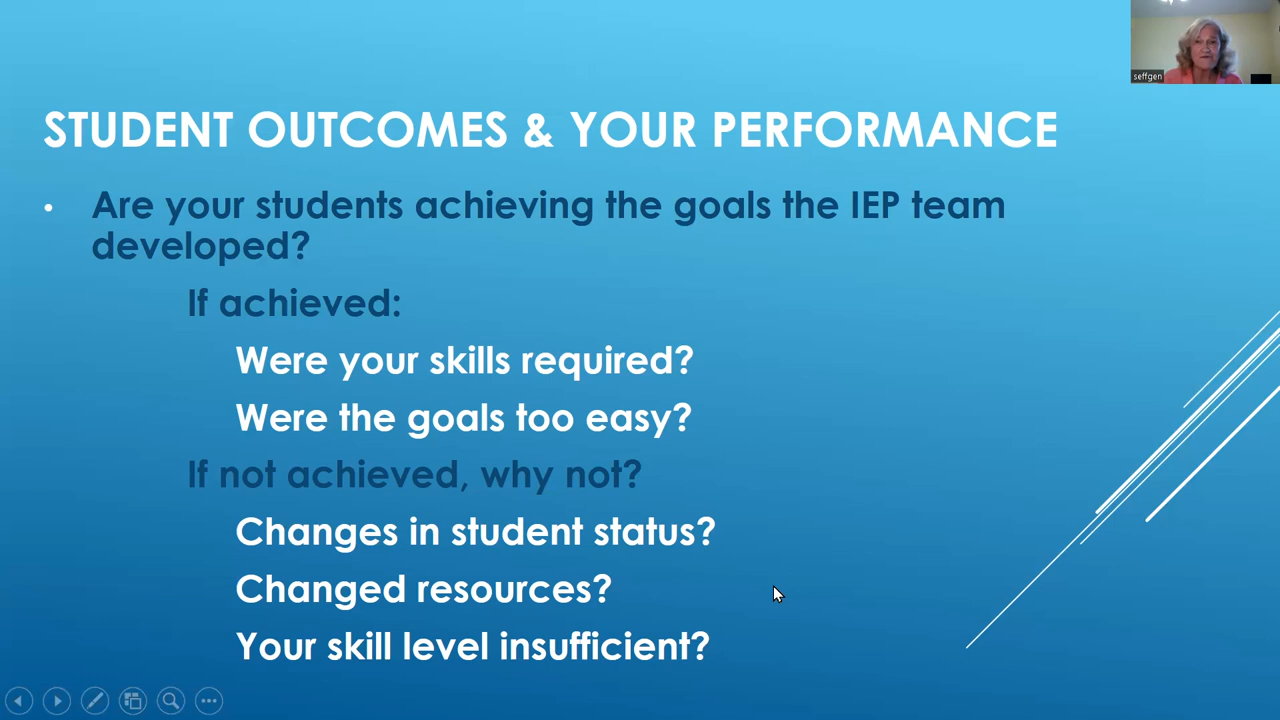 seffgen
STUDENT OUTCOMES & YOUR PERFORMANCE
• Are your students achieving the goals the IEP team
developed?
If achieved:
Were your skills required?
Were the goals too easy?
If not achieved, why not?
Changes in student status?
Changed resources?
Your skill level insufficient?